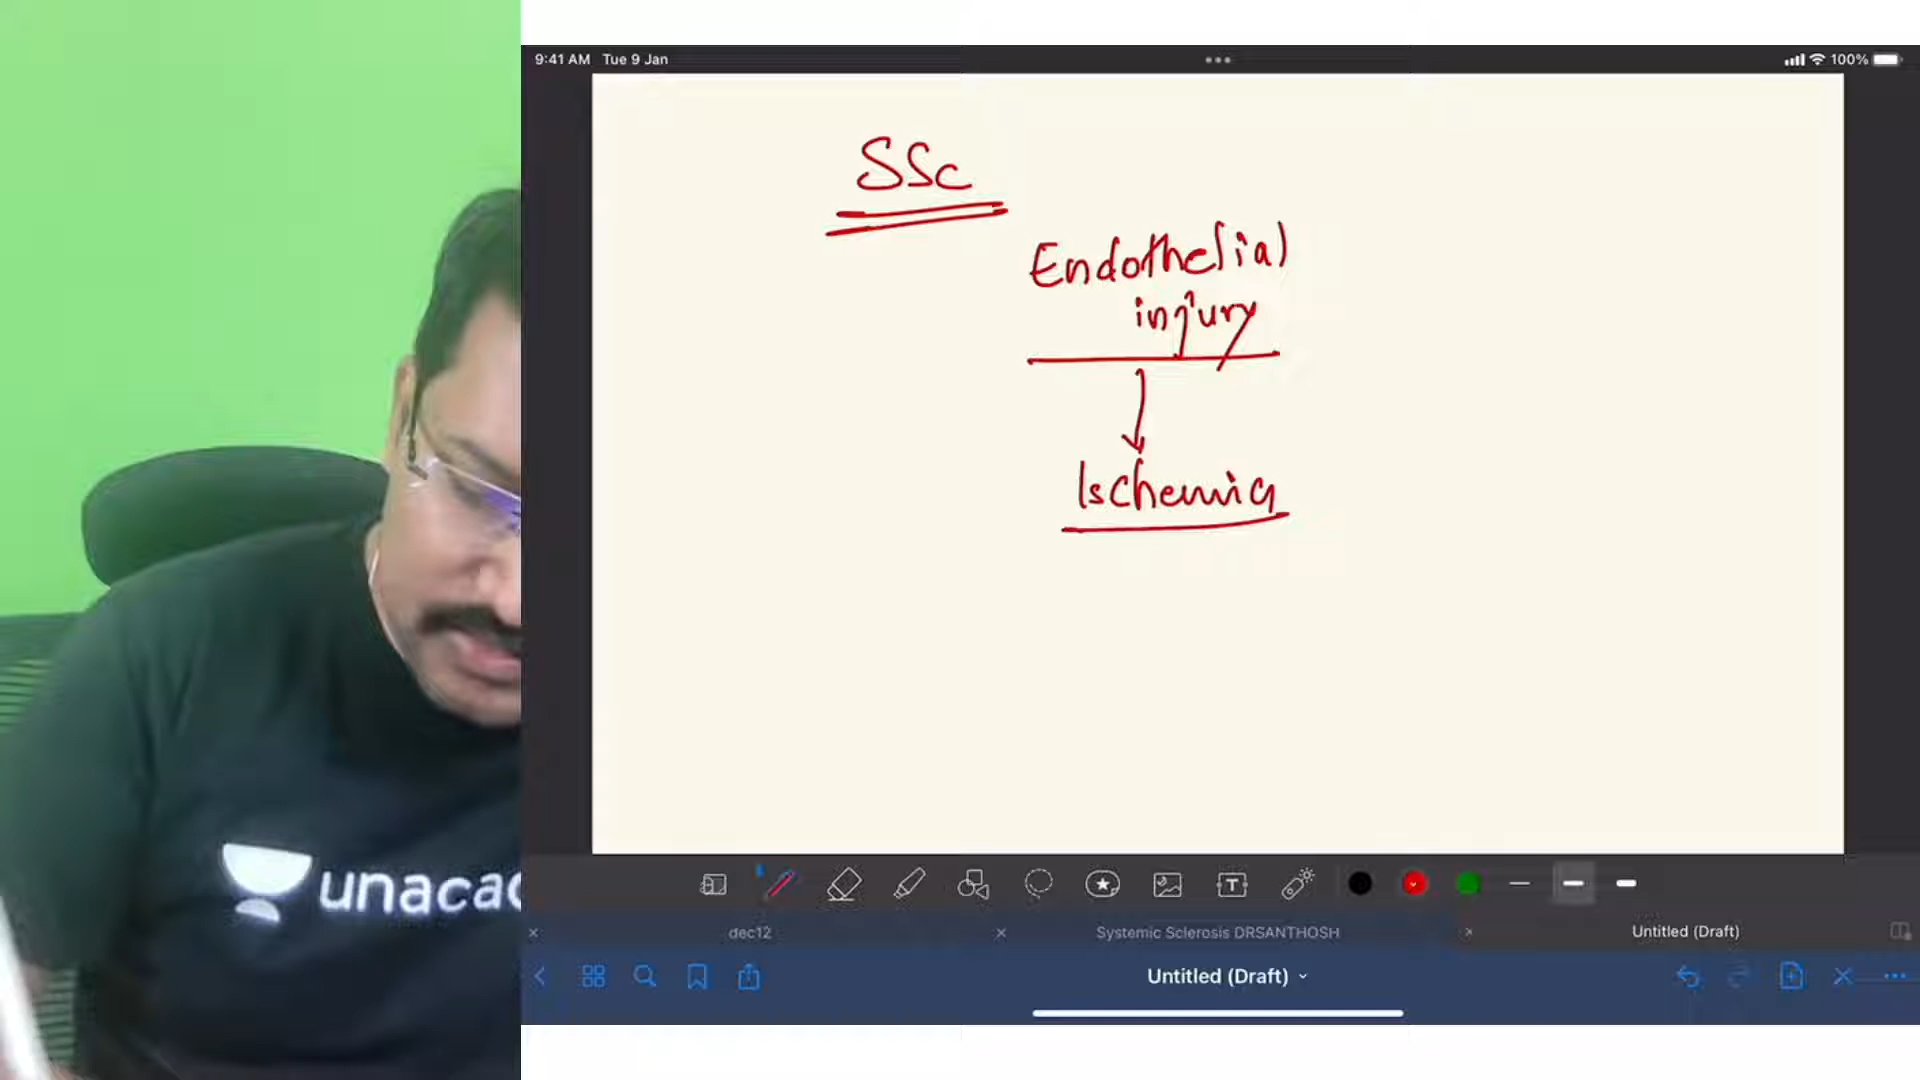 9:41 AM Tue 9 Jan
100%
SSc
Endothelial
injury
Ischemia
unacad
dec12
Systemic Sclerosis DRSANTHOSH
Untitled (Draft)
Untitled (Draft)